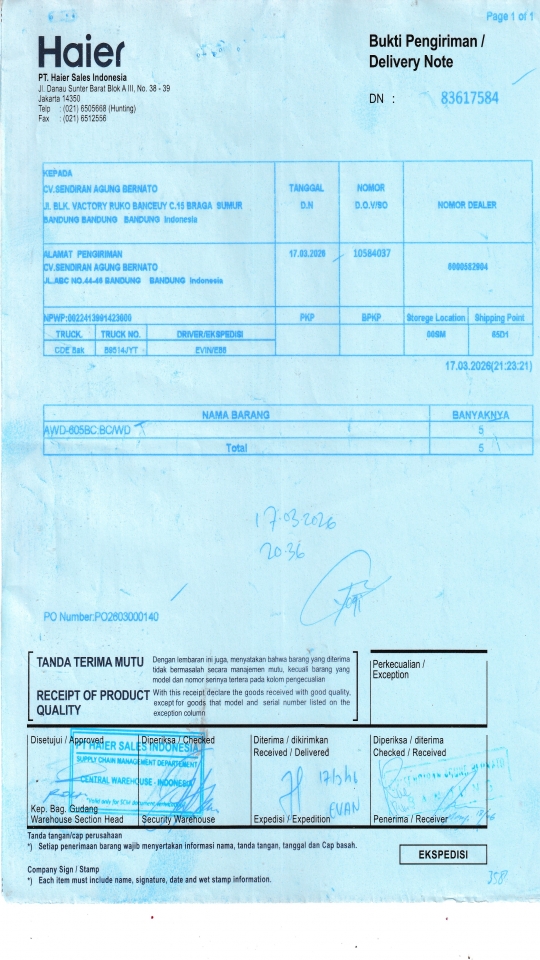 Page 1 of 1
Haier
Bukti Pengiriman /
Delivery Note
PT. Haier Sales Indonesia
Jl. Danau Sunter Barat Blok A III, No. 38 - 39
Jakarta 14350
Telp : (021) 6505668 (Hunting)
Fax : (021) 6512556
DN : 83617584
KEPADA
CV.SENDIRAN AGUNG BERNATO
JL. BLK. VACTORY RUKO BANCEUY C.15 BRAGA SUMUR
BANDUNG BANDUNG BANDUNG Indonesia
TANGGAL
D.N
NOMOR
D.O./SO
NOMOR DEALER
ALAMAT PENGIRIMAN
CV.SENDIRAN AGUNG BERNATO
JL.ABC NO.44-46 BANDUNG BANDUNG Indonesia
17.03.2026
10584037
NPWP:0022413991423000
PKP
BPKP
Storege Location
Shipping Point
TRUCK.
TRUCK NO.
DRIVER/EKSPEDISI
00SM
65D1
CDE Bak
B9514JYT
17.03.2026(21:23:21)
NAMA BARANG
BANYAKNYA
AWD-605BC:BC/WD
5
Total
5
17.03.2026
20.36
PO Number:PO2603000140
TANDA TERIMA MUTU
Dengan lembaran ini juga, menyatakan bahwa barang yang diterima
tidak bermasalah secara manajemen mutu, kecuali barang yang
model dan nomor serinya tertera pada kolom pengecualian
RECEIPT OF PRODUCT
QUALITY
With this receipt declare the goods received with good quality,
except for goods that model and serial number listed on the
exception column
Perkecualian /
Exception
Disetujui / Approved
Diperiksa / Checked
Diterima / dikirimkan
Received / Delivered
Diperiksa / diterima
Checked / Received
PT HAIER SALES INDONESIA
SUPPLY CHAIN MANAGEMENT DEPARTEMENT
CENTRAL WAREHOUSE - INDONESIA
EVAN
Kep. Bag. Gudang
Warehouse Section Head
Security Warehouse
Expedisi / Expedition
Penerima / Receiver
Tanda tangan/cap perusahaan
*) Setiap penerimaan barang wajib menyertakan informasi nama, tanda tangan, tanggal dan Cap basah.
EKSPEDISI
Company Sign / Stamp
*) Each item must include name, signature, date and wet stamp information.
358